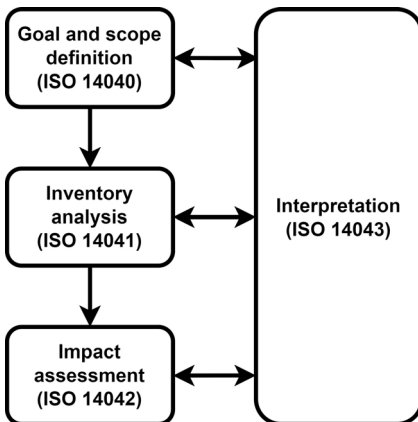 Goal and scope
definition
(ISO 14040)
Inventory
analysis
(ISO 14041)
Interpretation
(ISO 14043)
Impact
assessment
(ISO 14042)